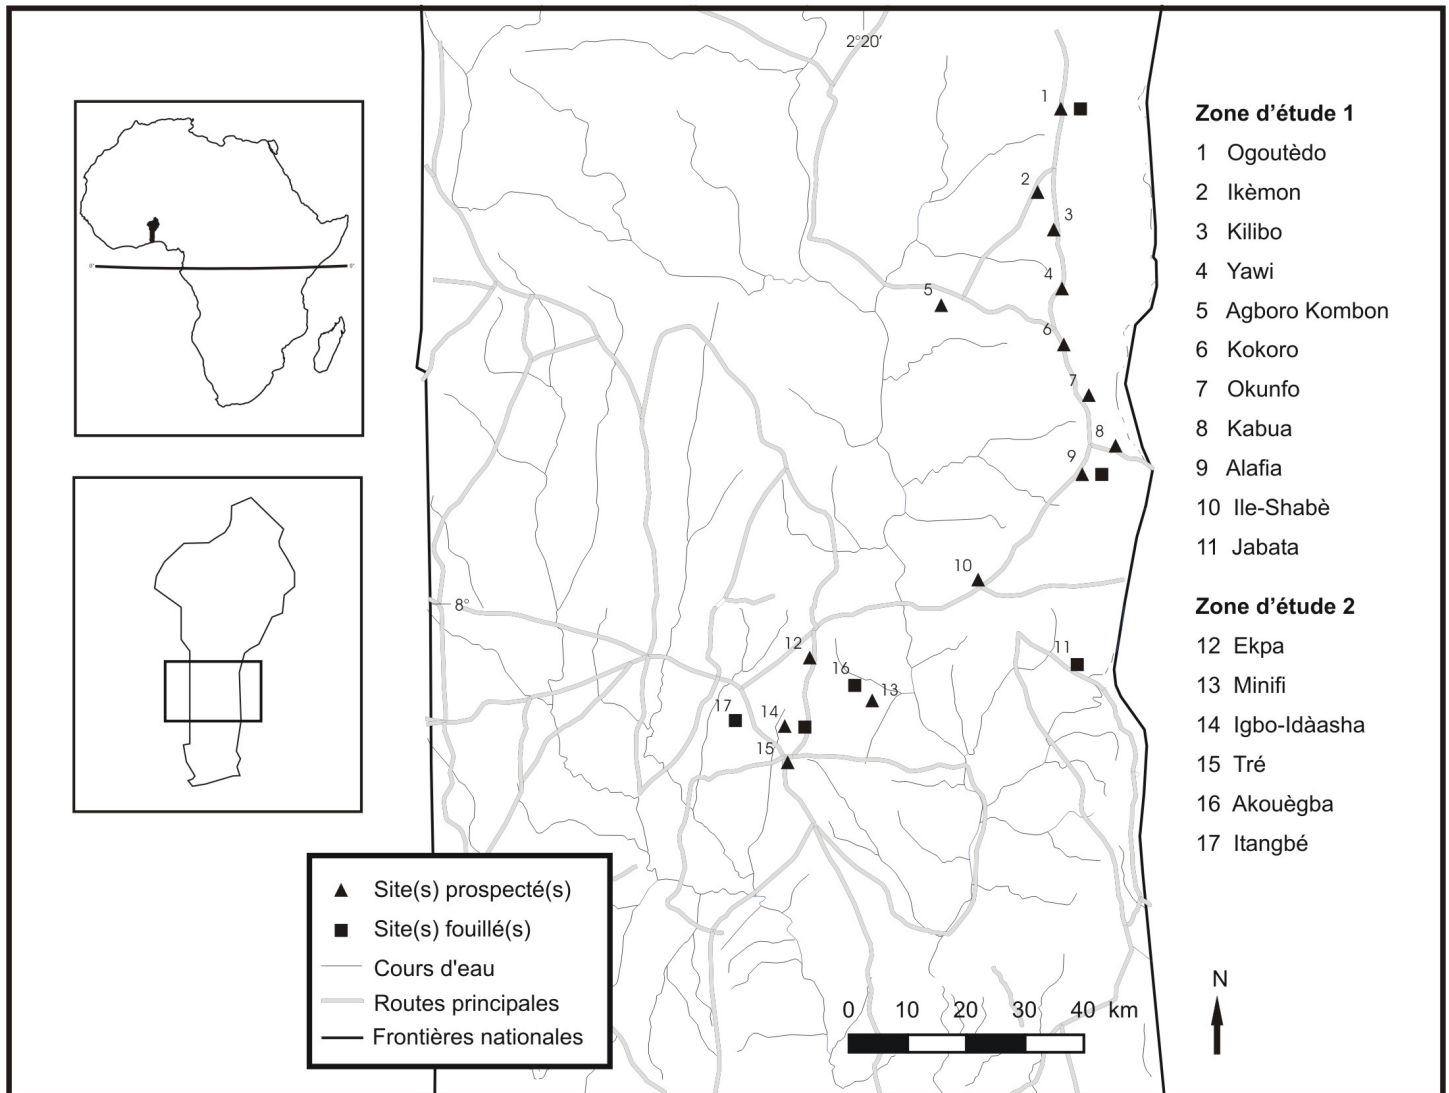 2°20'
8°
1
2
3
4
5
6
7
8
9
10
11
12
16
13
17
14
15
0°
0°
Zone d'étude 1
1 Ogoutèdo
2 Ikèmon
3 Kilibo
4 Yawi
5 Agboro Kombon
6 Kokoro
7 Okunfo
8 Kabua
9 Alafia
10 Ile-Shabè
11 Jabata
Zone d'étude 2
12 Ekpa
13 Minifi
14 Igbo-Idàasha
15 Tré
16 Akouègba
17 Itangbé
Site(s) prospecté(s)
Site(s) fouillé(s)
Cours d'eau
Routes principales
Frontières nationales
0 10 20 30 40 km
N